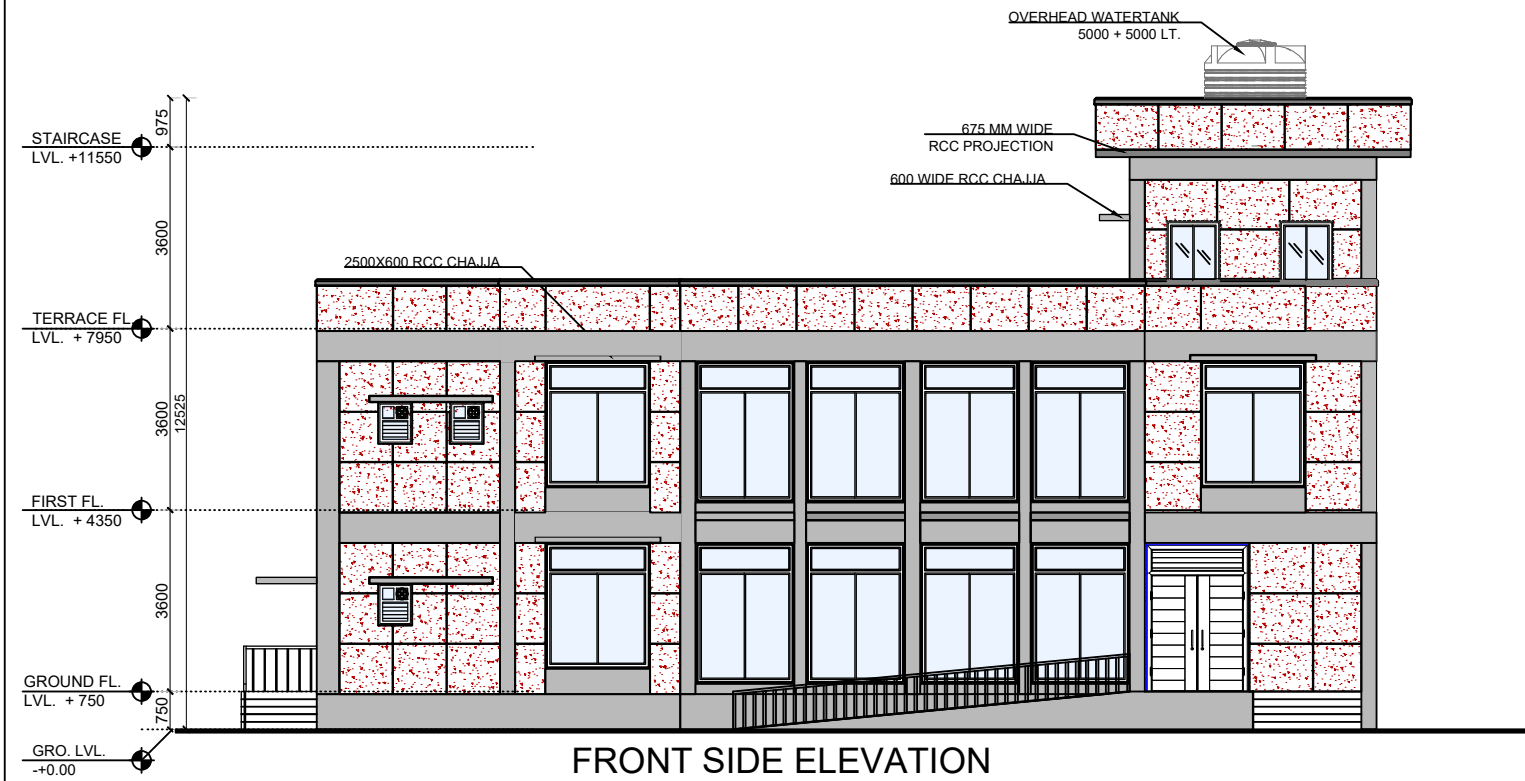 OVERHEAD WATERTANK
5000 + 5000 LT.
975
STAIRCASE
LVL. +11550
675 MM WIDE
RCC PROJECTION
600 WIDE RCC CHAJJA
3600
2500X600 RCC CHAJJA
TERRACE FL
LVL. + 7950
3600
12525
FIRST FL.
LVL. + 4350
3600
GROUND FL.
LVL. + 750
750
GRO. LVL.
-+0.00
FRONT SIDE ELEVATION